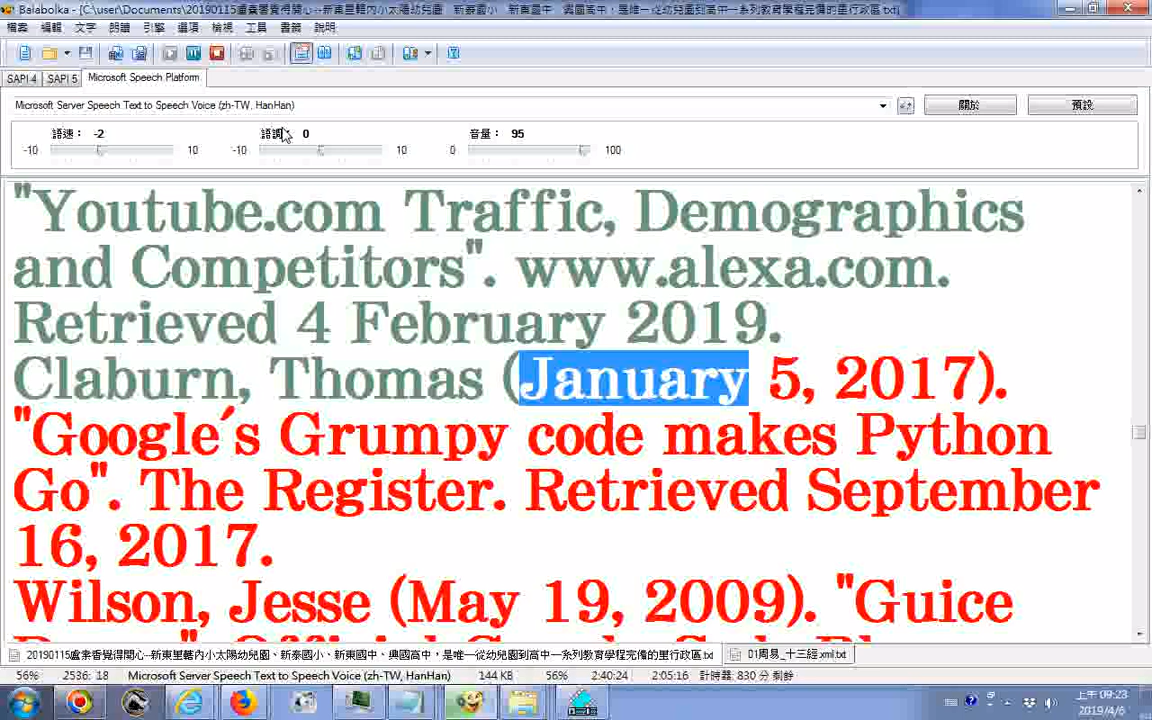 Balabolka - [C:\user\Documents\20190115盧業香覺得開心--新東里轄內小太陽幼兒園、新泰國小、新東國中、興國高中，是唯一從幼兒園到高中一系列教育學程完備的里行政區.txt]
檔案 編輯 文字 朗讀 引擎 選項 檢視 工具 書籤 說明
SAPI 4 SAPI 5 Microsoft Speech Platform
Microsoft Server Speech Text to Speech Voice (zh-TW, HanHan) 關於 預設
語速： -2 語調： 0 音量： 95
-10 10 -10 10 0 100
"Youtube.com Traffic, Demographics
and Competitors". www.alexa.com.
Retrieved 4 February 2019.
Claburn, Thomas (January 5, 2017).
"Google´s Grumpy code makes Python
Go". The Register. Retrieved September
16, 2017.
Wilson, Jesse (May 19, 2009). "Guice
20190115盧業香覺得開心--新東里轄內小太陽幼兒園、新泰國小、新東國中、興國高中，是唯一從幼兒園到高中一系列教育學程完備的里行政區.txt 01周易_十三經.xml.txt
56% 2536: 18 Microsoft Server Speech Text to Speech Voice (zh-TW, HanHan) 144 KB 56% 2:40:24 2:05:16 計時器: 830 分 剩餘
上午 09:23
2019/4/6